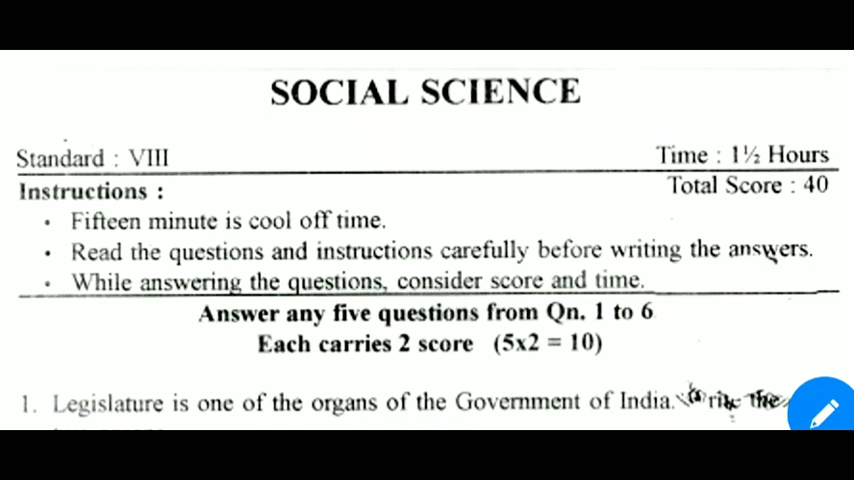 SOCIAL SCIENCE
Standard : VIII
Time : 1½ Hours
Instructions :
Total Score : 40
• Fifteen minute is cool off time.
• Read the questions and instructions carefully before writing the answers.
• While answering the questions, consider score and time.
Answer any five questions from Qn. 1 to 6
Each carries 2 score (5x2 = 10)
1. Legislature is one of the organs of the Government of India. the